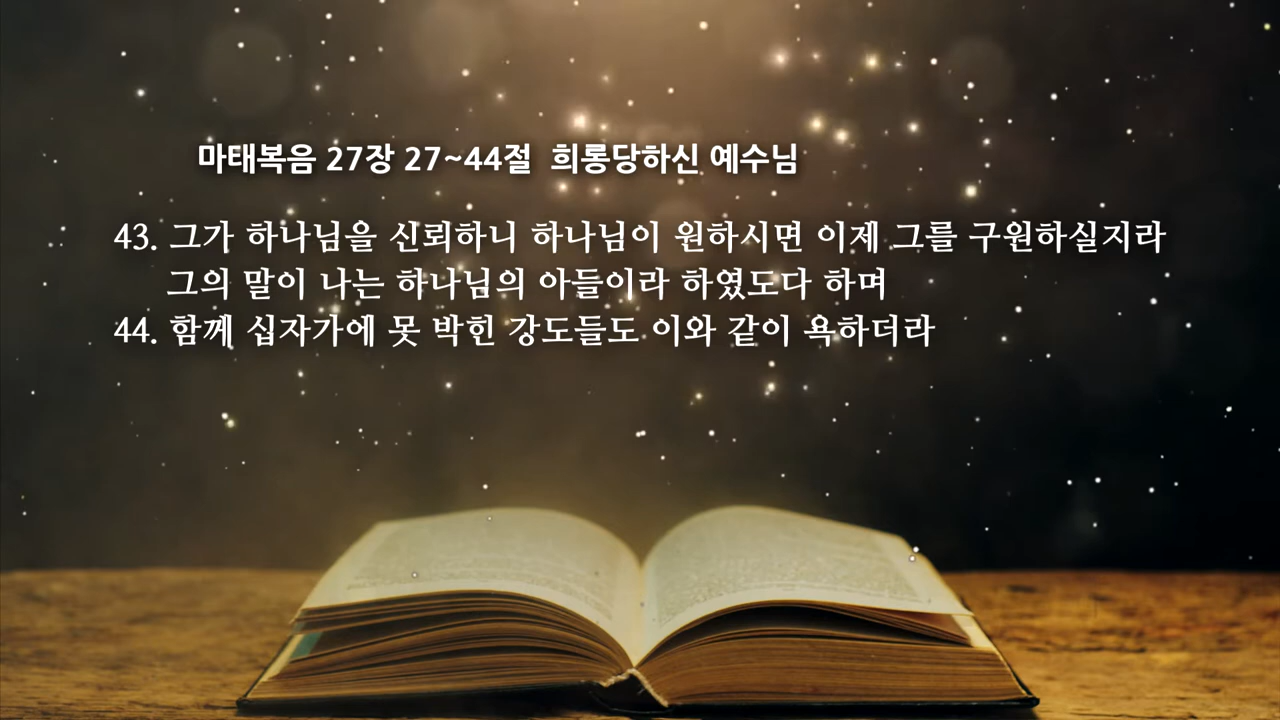 마태복음 27장 27~44절 희롱당하신 예수님
43. 그가 하나님을 신뢰하니 하나님이 원하시면 이제 그를 구원하실지라
그의 말이 나는 하나님의 아들이라 하였도다 하며
44. 함께 십자가에 못 박힌 강도들도 이와 같이 욕하더라